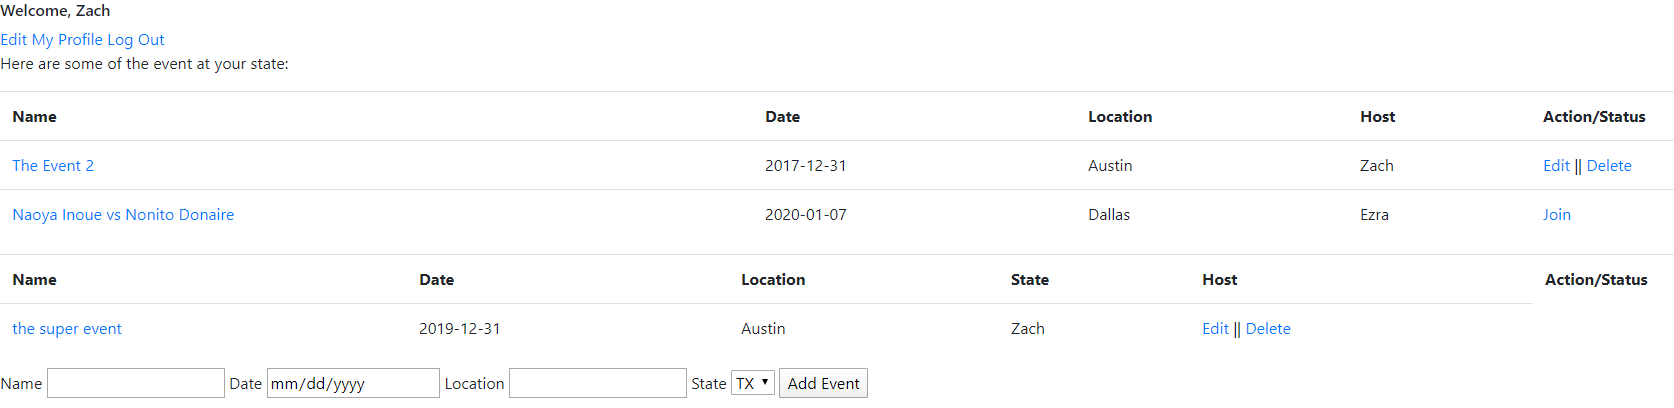 Welcome, Zach
Edit My Profile Log Out
Here are some of the event at your state:
Name Date Location Host Action/Status
The Event 2 2017-12-31 Austin Zach Edit || Delete
Naoya Inoue vs Nonito Donaire 2020-01-07 Dallas Ezra Join
Name Date Location State Host Action/Status
the super event 2019-12-31 Austin Zach Edit || Delete
Name Date mm/dd/yyyy Location State TX Add Event